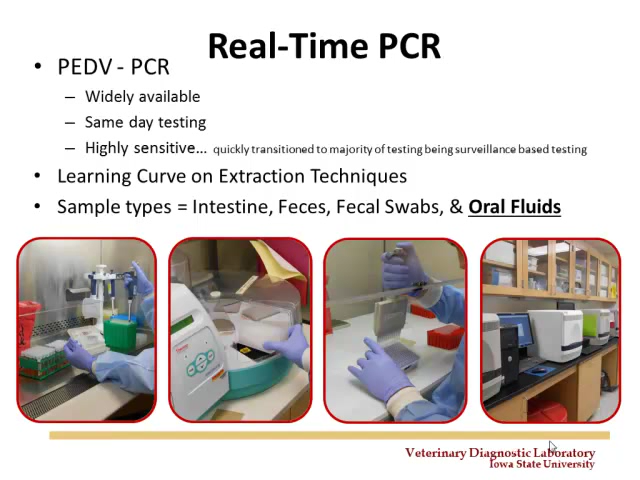 Real-Time PCR
• PEDV - PCR
– Widely available
– Same day testing
– Highly sensitive... quickly transitioned to majority of testing being surveillance based testing
• Learning Curve on Extraction Techniques
• Sample types = Intestine, Feces, Fecal Swabs, & Oral Fluids
Veterinary Diagnostic Laboratory
Iowa State University